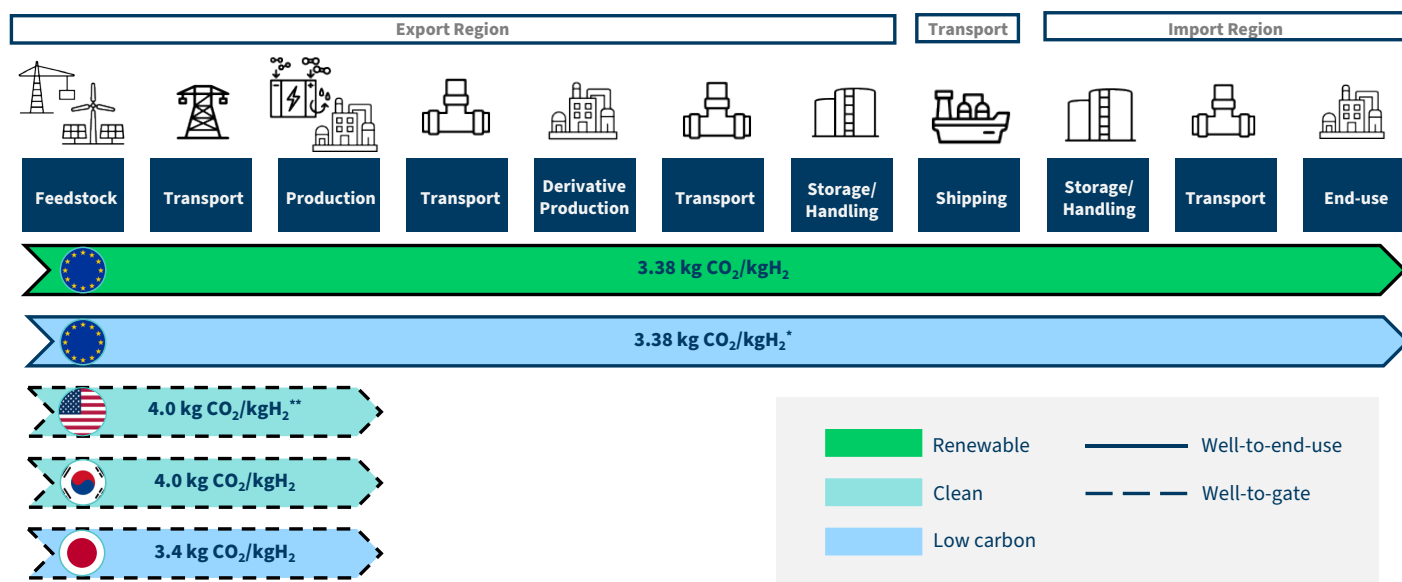 Export Region
Transport
Import Region
Feedstock
Transport
Production
Transport
Derivative
Production
Transport
Storage/
Handling
Shipping
Storage/
Handling
Transport
End-use
3.38 kg CO₂/kgH₂
3.38 kg CO₂/kgH₂*
4.0 kg CO₂/kgH₂**
4.0 kg CO₂/kgH₂
3.4 kg CO₂/kgH₂
Renewable
Well-to-end-use
Clean
Well-to-gate
Low carbon